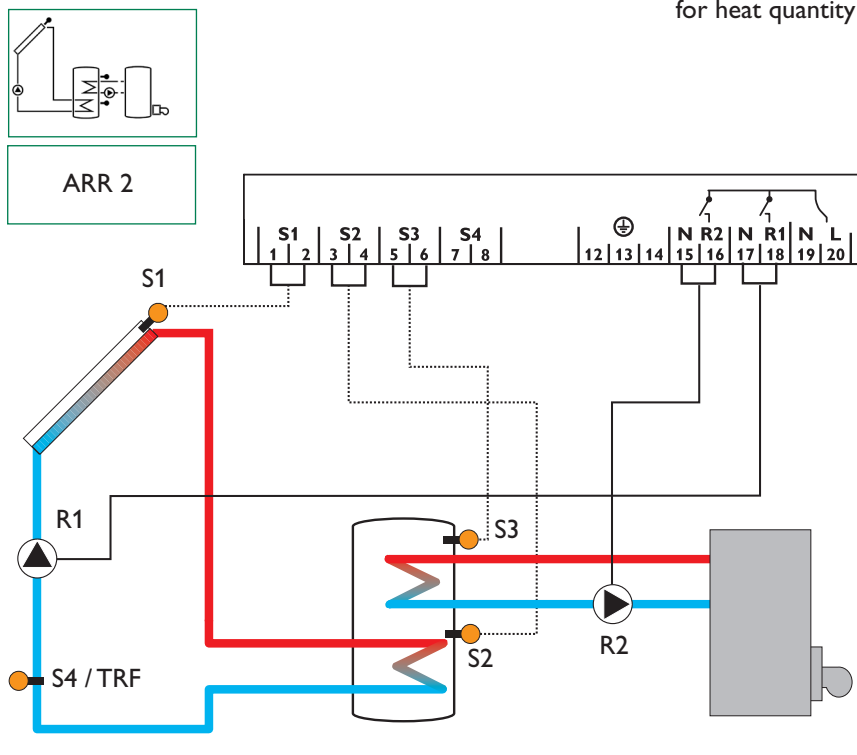 for heat quantity
ARR 2
S1 S2 S3 S4 N R2 N R1 N L
1 2 3 4 5 6 7 8 12 13 14 15 16 17 18 19 20
S1
R1
S3
S2
R2
S4 / TRF